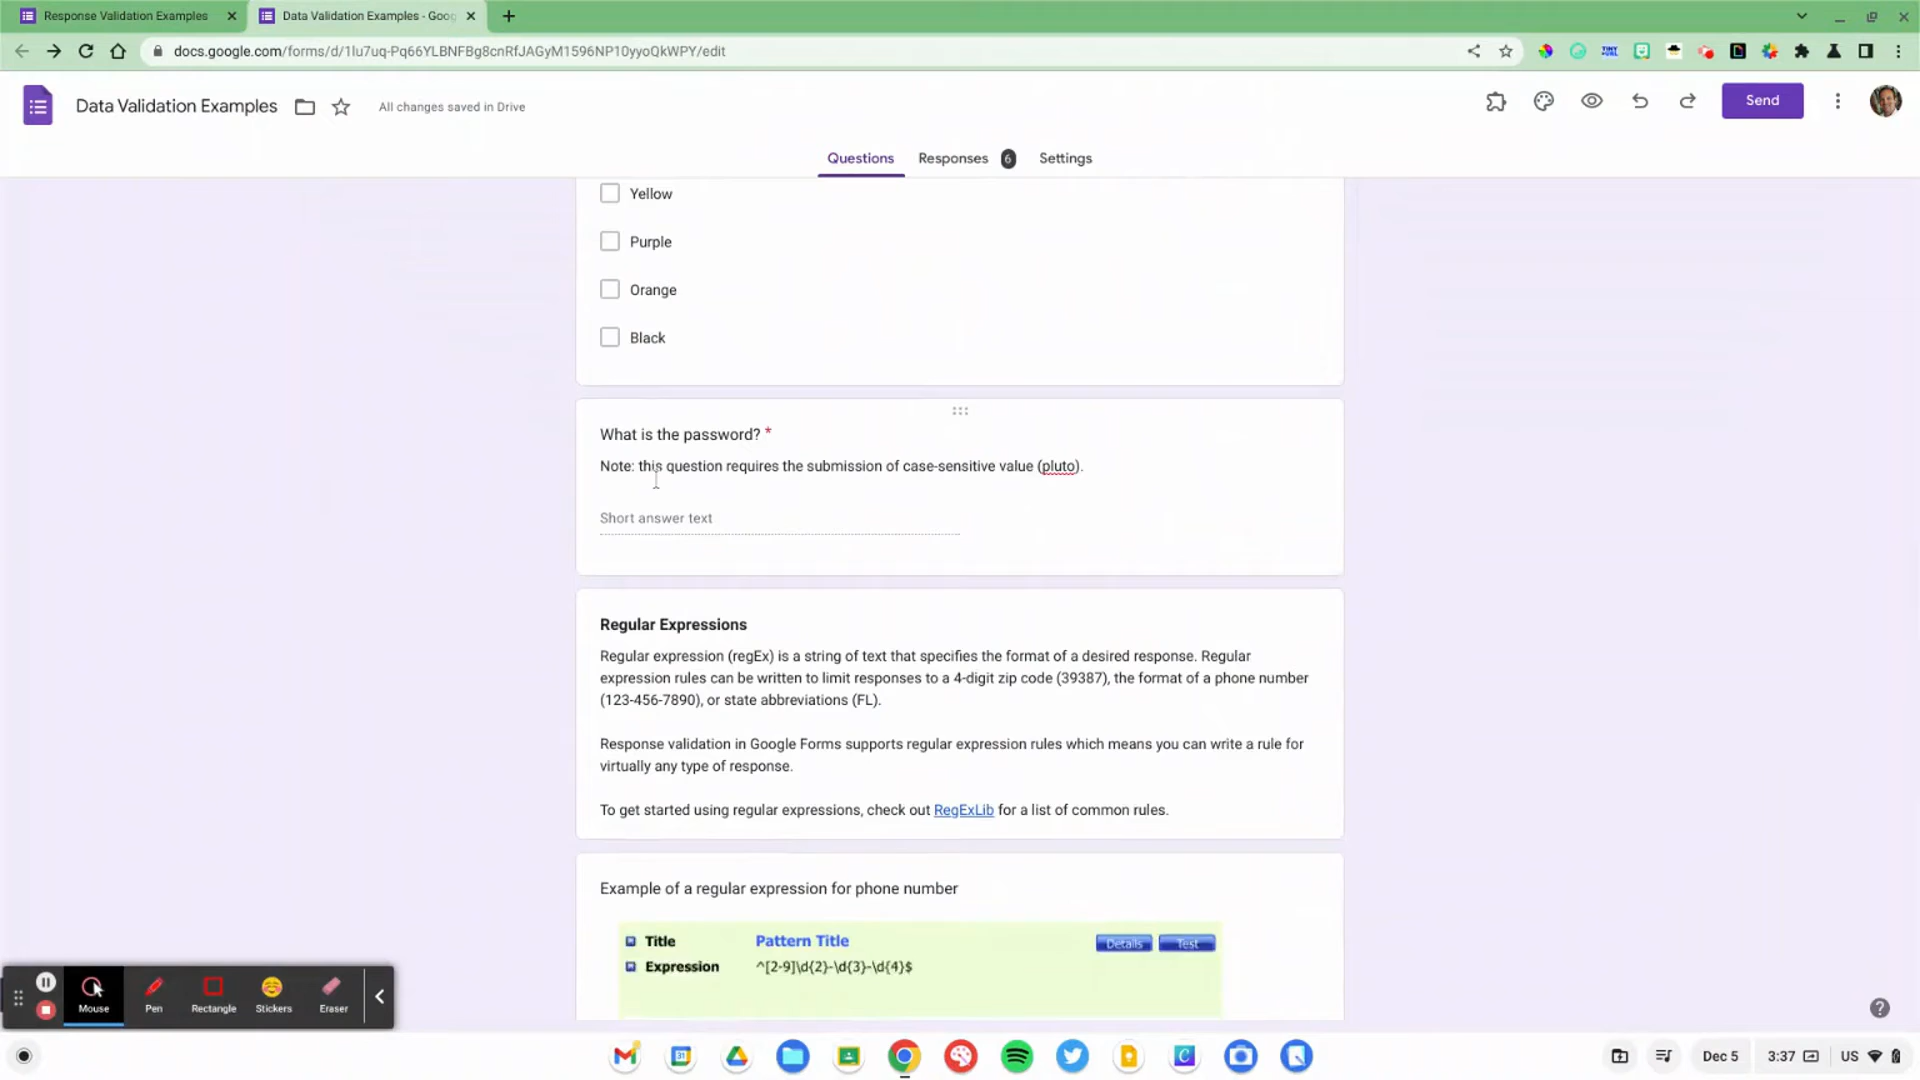 Response Validation Examples
Data Validation Examples - Goog
docs.google.com/forms/d/1lu7uq-Pq66YLBNFBg8cnRfJAGyM1596NP10yyoQkWPY/edit
Data Validation Examples
All changes saved in Drive
Send
Questions
Responses 6
Settings
Yellow
Purple
Orange
Black
What is the password? *
Note: this question requires the submission of case-sensitive value (pluto).
Short answer text
Regular Expressions
Regular expression (regEx) is a string of text that specifies the format of a desired response. Regular
expression rules can be written to limit responses to a 4-digit zip code (39387), the format of a phone number
(123-456-7890), or state abbreviations (FL).
Response validation in Google Forms supports regular expression rules which means you can write a rule for
virtually any type of response.
To get started using regular expressions, check out RegExLib for a list of common rules.
Example of a regular expression for phone number
Title Pattern Title Details Test
Expression ^[2-9]\d{2}-\d{3}-\d{4}$
Mouse
Pen
Rectangle
Stickers
Eraser
31
Dec 5
3:37
US